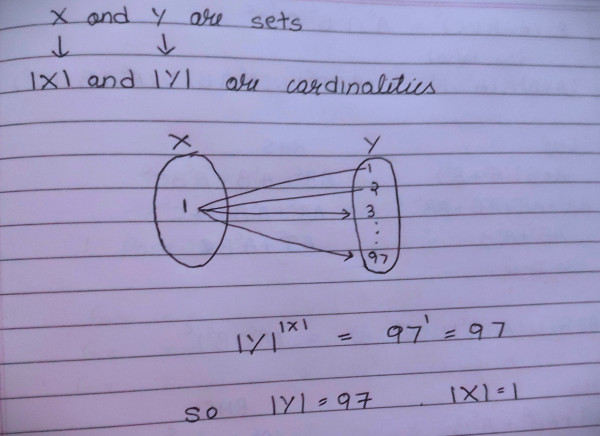 X and Y are sets
↓ ↓
|X| and |Y| are cardinalities
X Y
1
1
2
3
⋮
97
|Y|^|X| = 97^1 = 97
so |Y| = 97 . |X| = 1